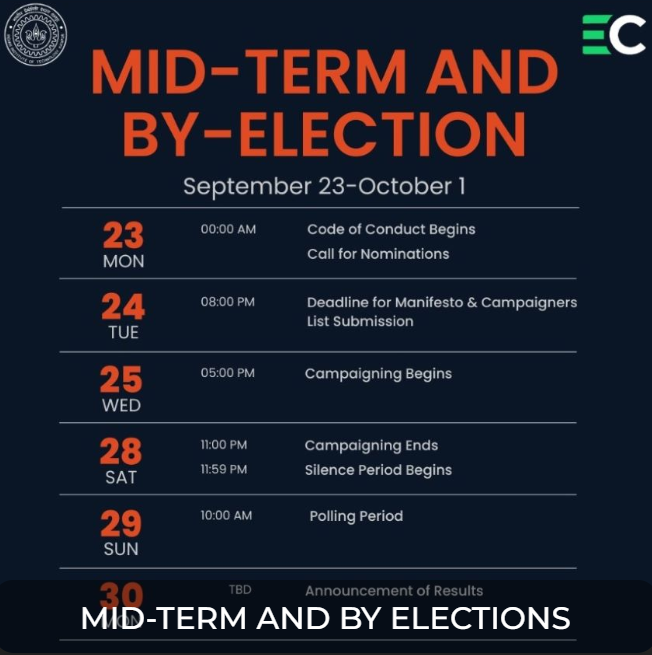 EC
MID-TERM AND
BY-ELECTION
September 23-October 1
23
MON
00:00 AM
Code of Conduct Begins
Call for Nominations
24
TUE
08:00 PM
Deadline for Manifesto & Campaigners
List Submission
25
WED
05:00 PM
Campaigning Begins
28
SAT
11:00 PM
Campaigning Ends
11:59 PM
Silence Period Begins
29
SUN
10:00 AM
Polling Period
30
MON
TBD
Announcement of Results
MID-TERM AND BY ELECTIONS